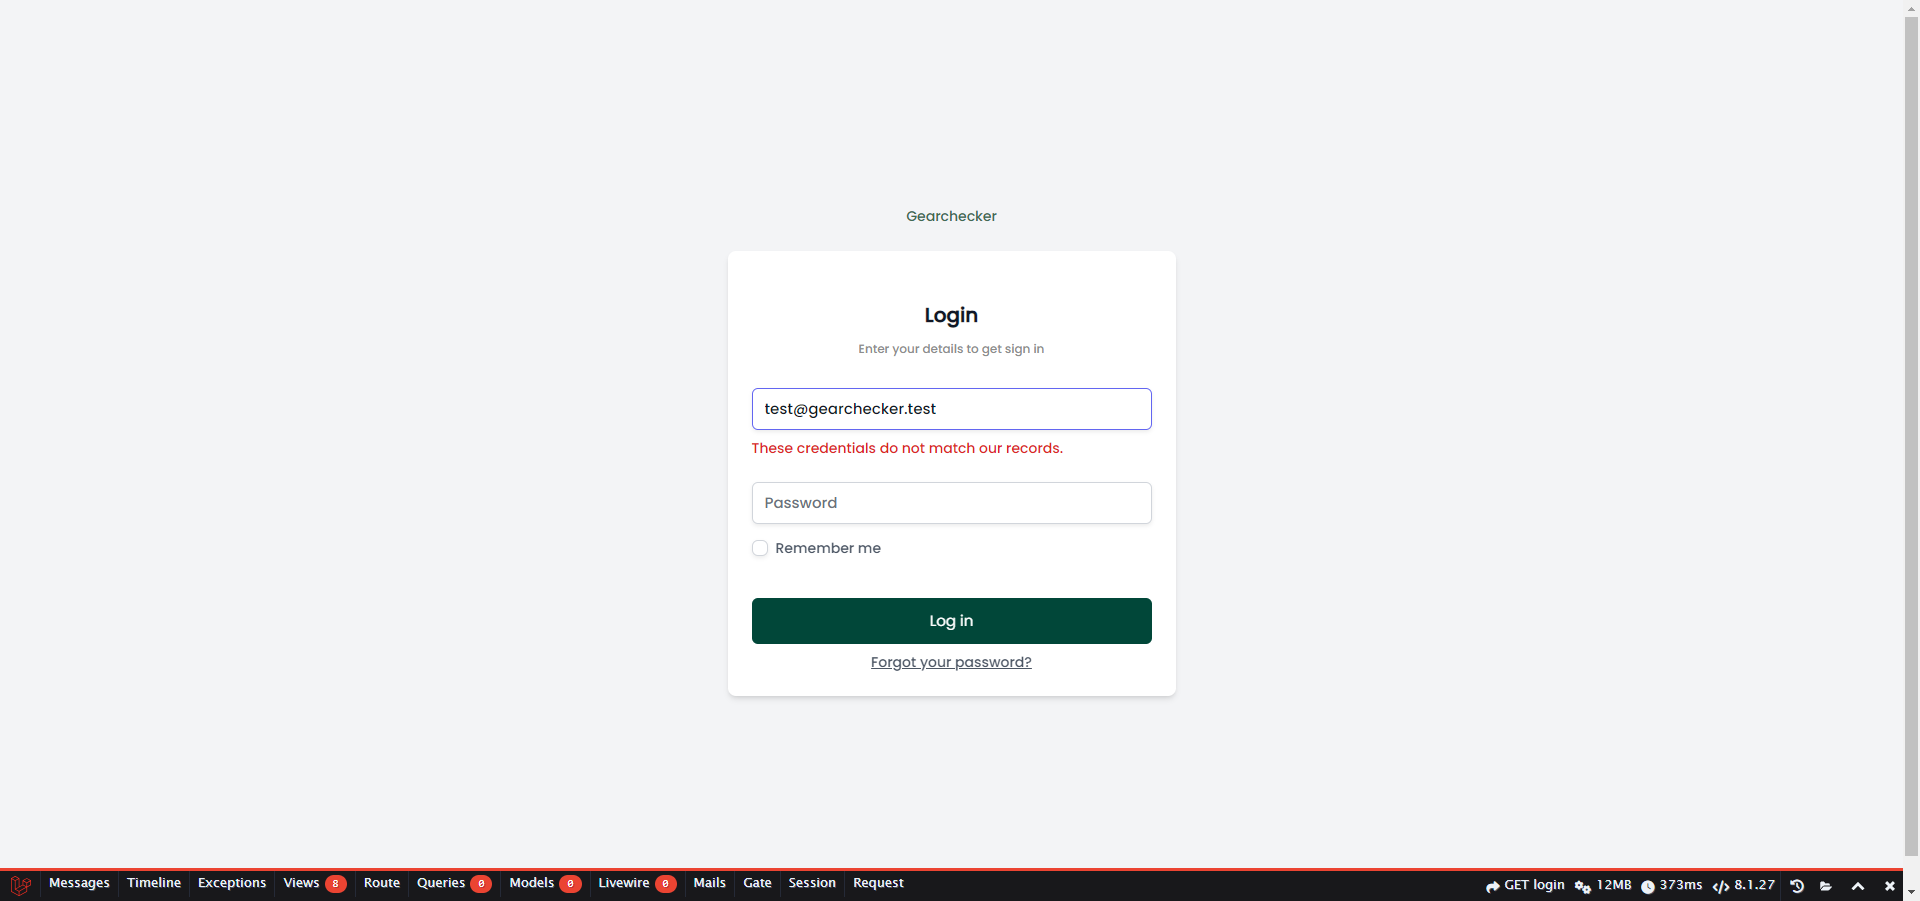 Gearchecker
Login
Enter your details to get sign in
test@gearchecker.test
These credentials do not match our records.
Password
Remember me
Log in
Forgot your password?
Messages Timeline Exceptions Views 8 Route Queries 0 Models 0 Livewire 0 Mails Gate Session Request GET login 12MB 373ms 8.1.27